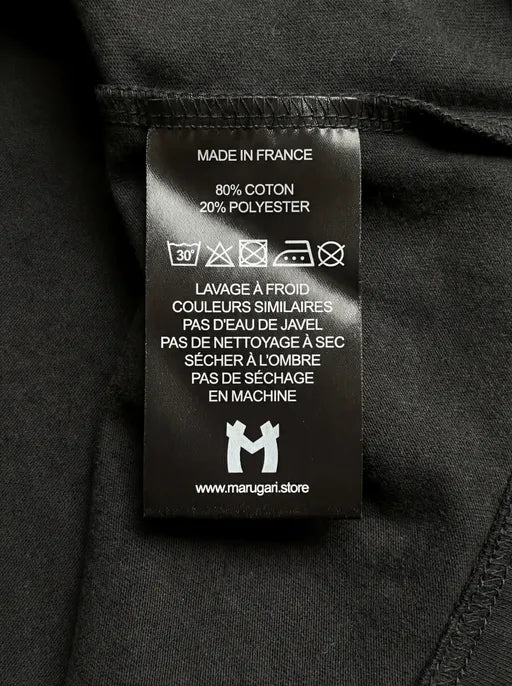 MADE IN FRANCE
80% COTON
20% POLYESTER
30°
LAVAGE À FROID
COULEURS SIMILAIRES
PAS D'EAU DE JAVEL
PAS DE NETTOYAGE À SEC
SÉCHER À L'OMBRE
PAS DE SÉCHAGE
EN MACHINE
M
www.marugari.store